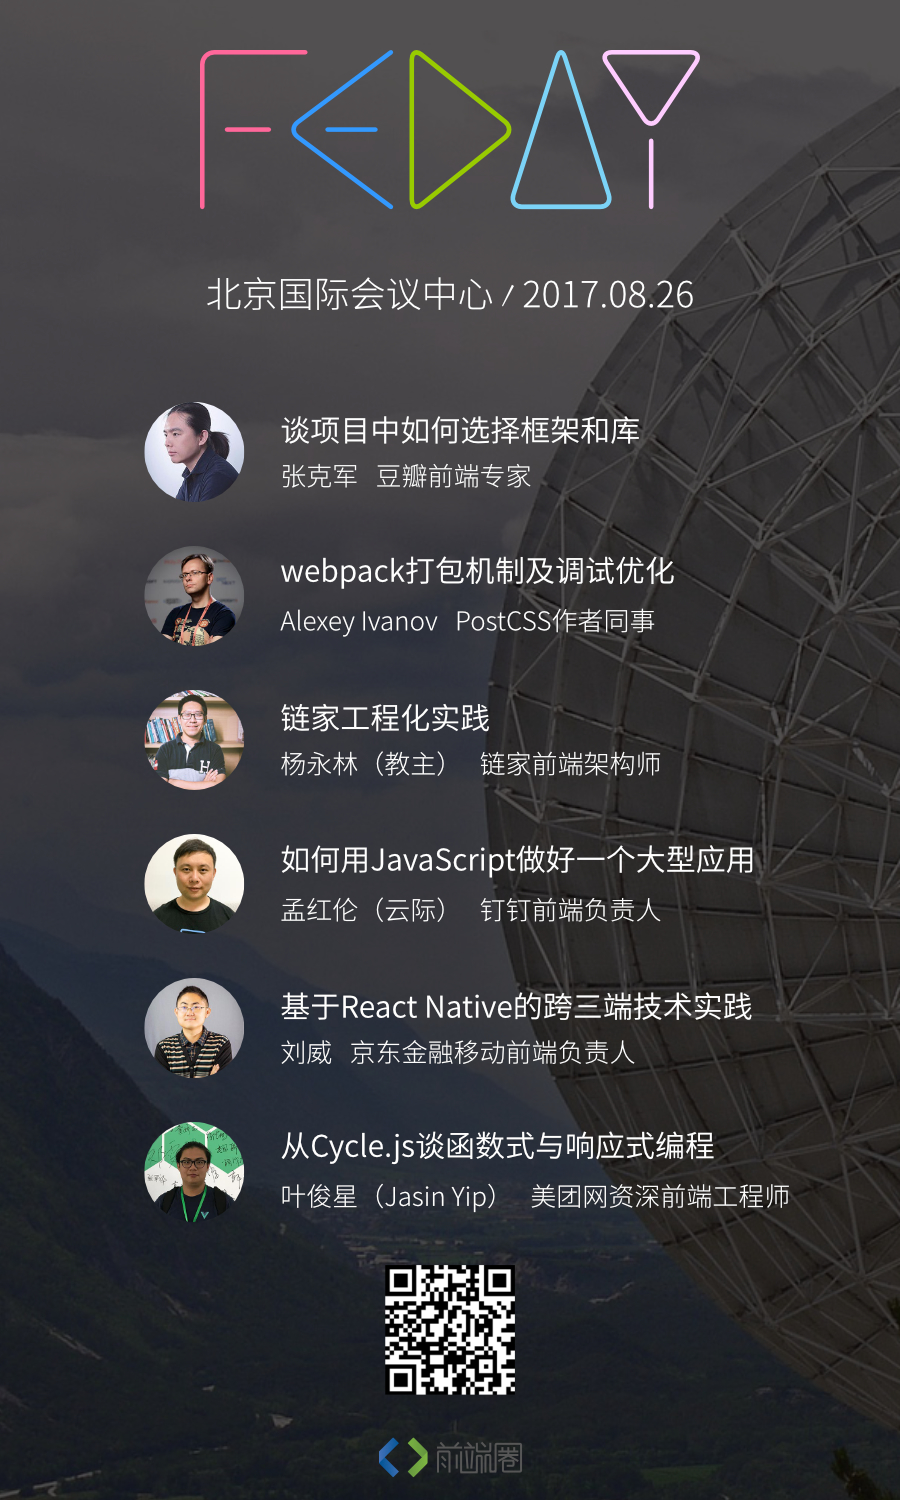 FEDAY
北京国际会议中心 / 2017.08.26
谈项目中如何选择框架和库
张克军 豆瓣前端专家
webpack打包机制及调试优化
Alexey Ivanov PostCSS作者同事
链家工程化实践
杨永林（教主） 链家前端架构师
如何用JavaScript做好一个大型应用
孟红伦（云际） 钉钉前端负责人
基于React Native的跨三端技术实践
刘威 京东金融移动前端负责人
从Cycle.js谈函数式与响应式编程
叶俊星（Jasin Yip） 美团网资深前端工程师
前端圈